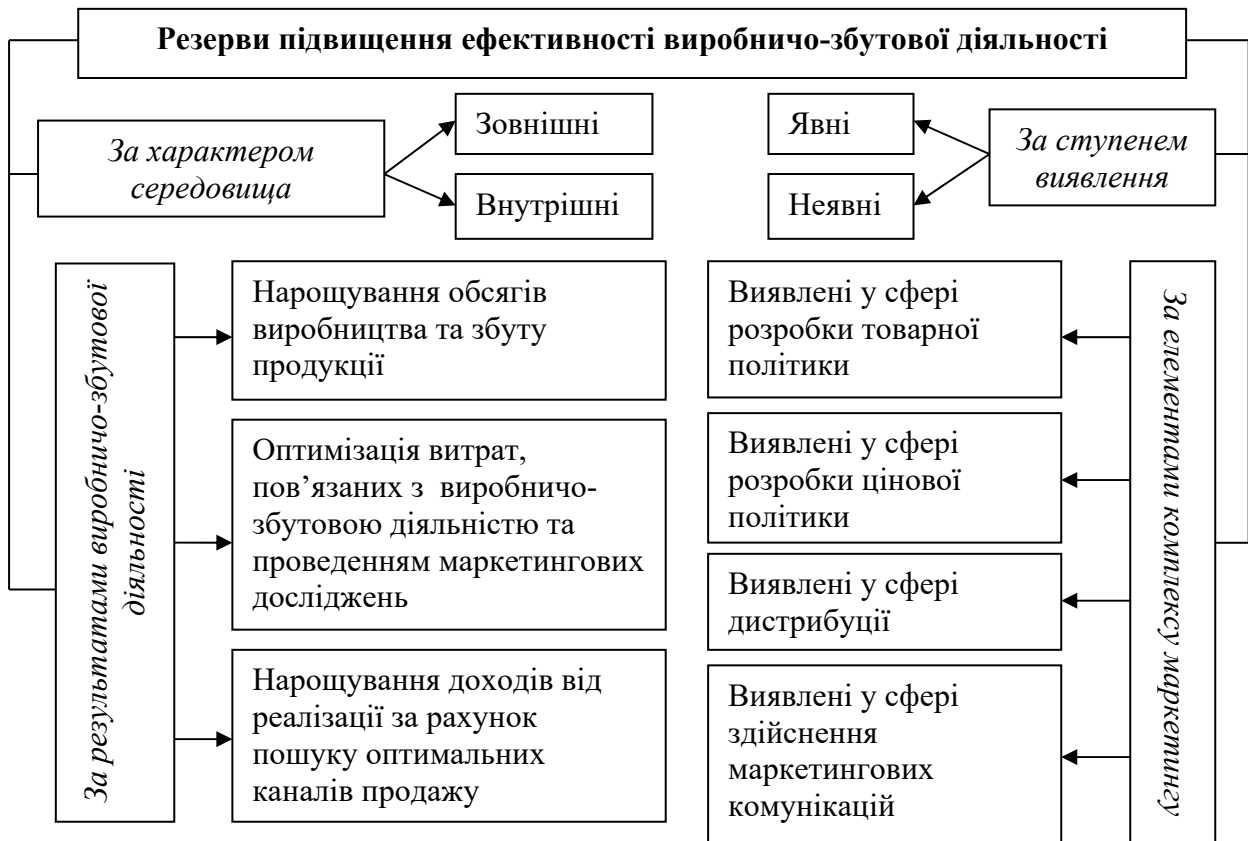 Резерви підвищення ефективності виробничо-збутової діяльності
За характером
середовища
Зовнішні
Внутрішні
Явні
Неявні
За ступенем
виявлення
За результатами виробничо-збутової
діяльності
Нарощування обсягів
виробництва та збуту
продукції
Оптимізація витрат,
пов’язаних з виробничо-
збутовою діяльністю та
проведенням маркетингових
досліджень
Нарощування доходів від
реалізації за рахунок
пошуку оптимальних
каналів продажу
Виявлені у сфері
розробки товарної
політики
Виявлені у сфері
розробки цінової
політики
Виявлені у сфері
дистрибуції
Виявлені у сфері
здійснення
маркетингових
комунікацій
За елементами комплексу маркетингу